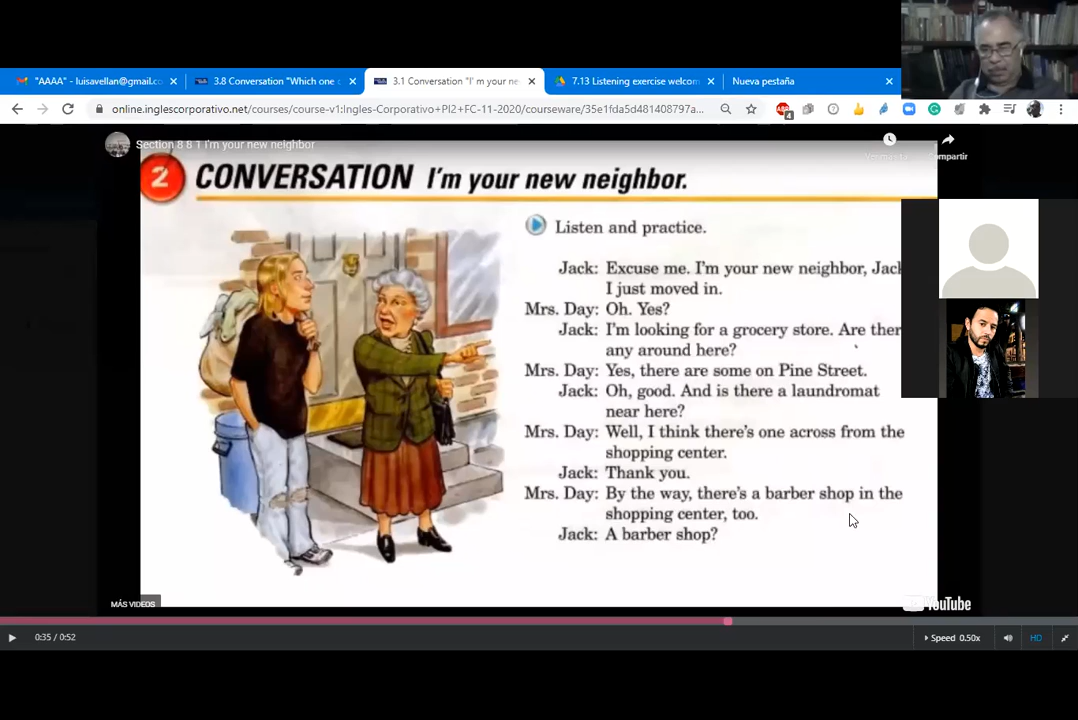 "AAAA" - luisavellan@gmail.co
3.8 Conversation "Which one
3.1 Conversation "I' m your ne
7.13 Listening exercise welcom
Nueva pestaña
online.inglescorporativo.net/courses/course-v1:Ingles-Corporativo+PI2+FC-11-2020/courseware/35e1fda5d481408797a...
4
Section 8 8 1 I'm your new neighbor
Compartir
2 CONVERSATION I'm your new neighbor.
Listen and practice.
Jack: Excuse me. I'm your new neighbor, Jack
I just moved in.
Mrs. Day: Oh. Yes?
Jack: I'm looking for a grocery store. Are ther
any around here?
Mrs. Day: Yes, there are some on Pine Street.
Jack: Oh, good. And is there a laundromat
near here?
Mrs. Day: Well, I think there's one across from the
shopping center.
Jack: Thank you.
Mrs. Day: By the way, there's a barber shop in the
shopping center, too.
Jack: A barber shop?
MÁS VIDEOS
YouTube
0:35 / 0:52
Speed 0.50x
HD